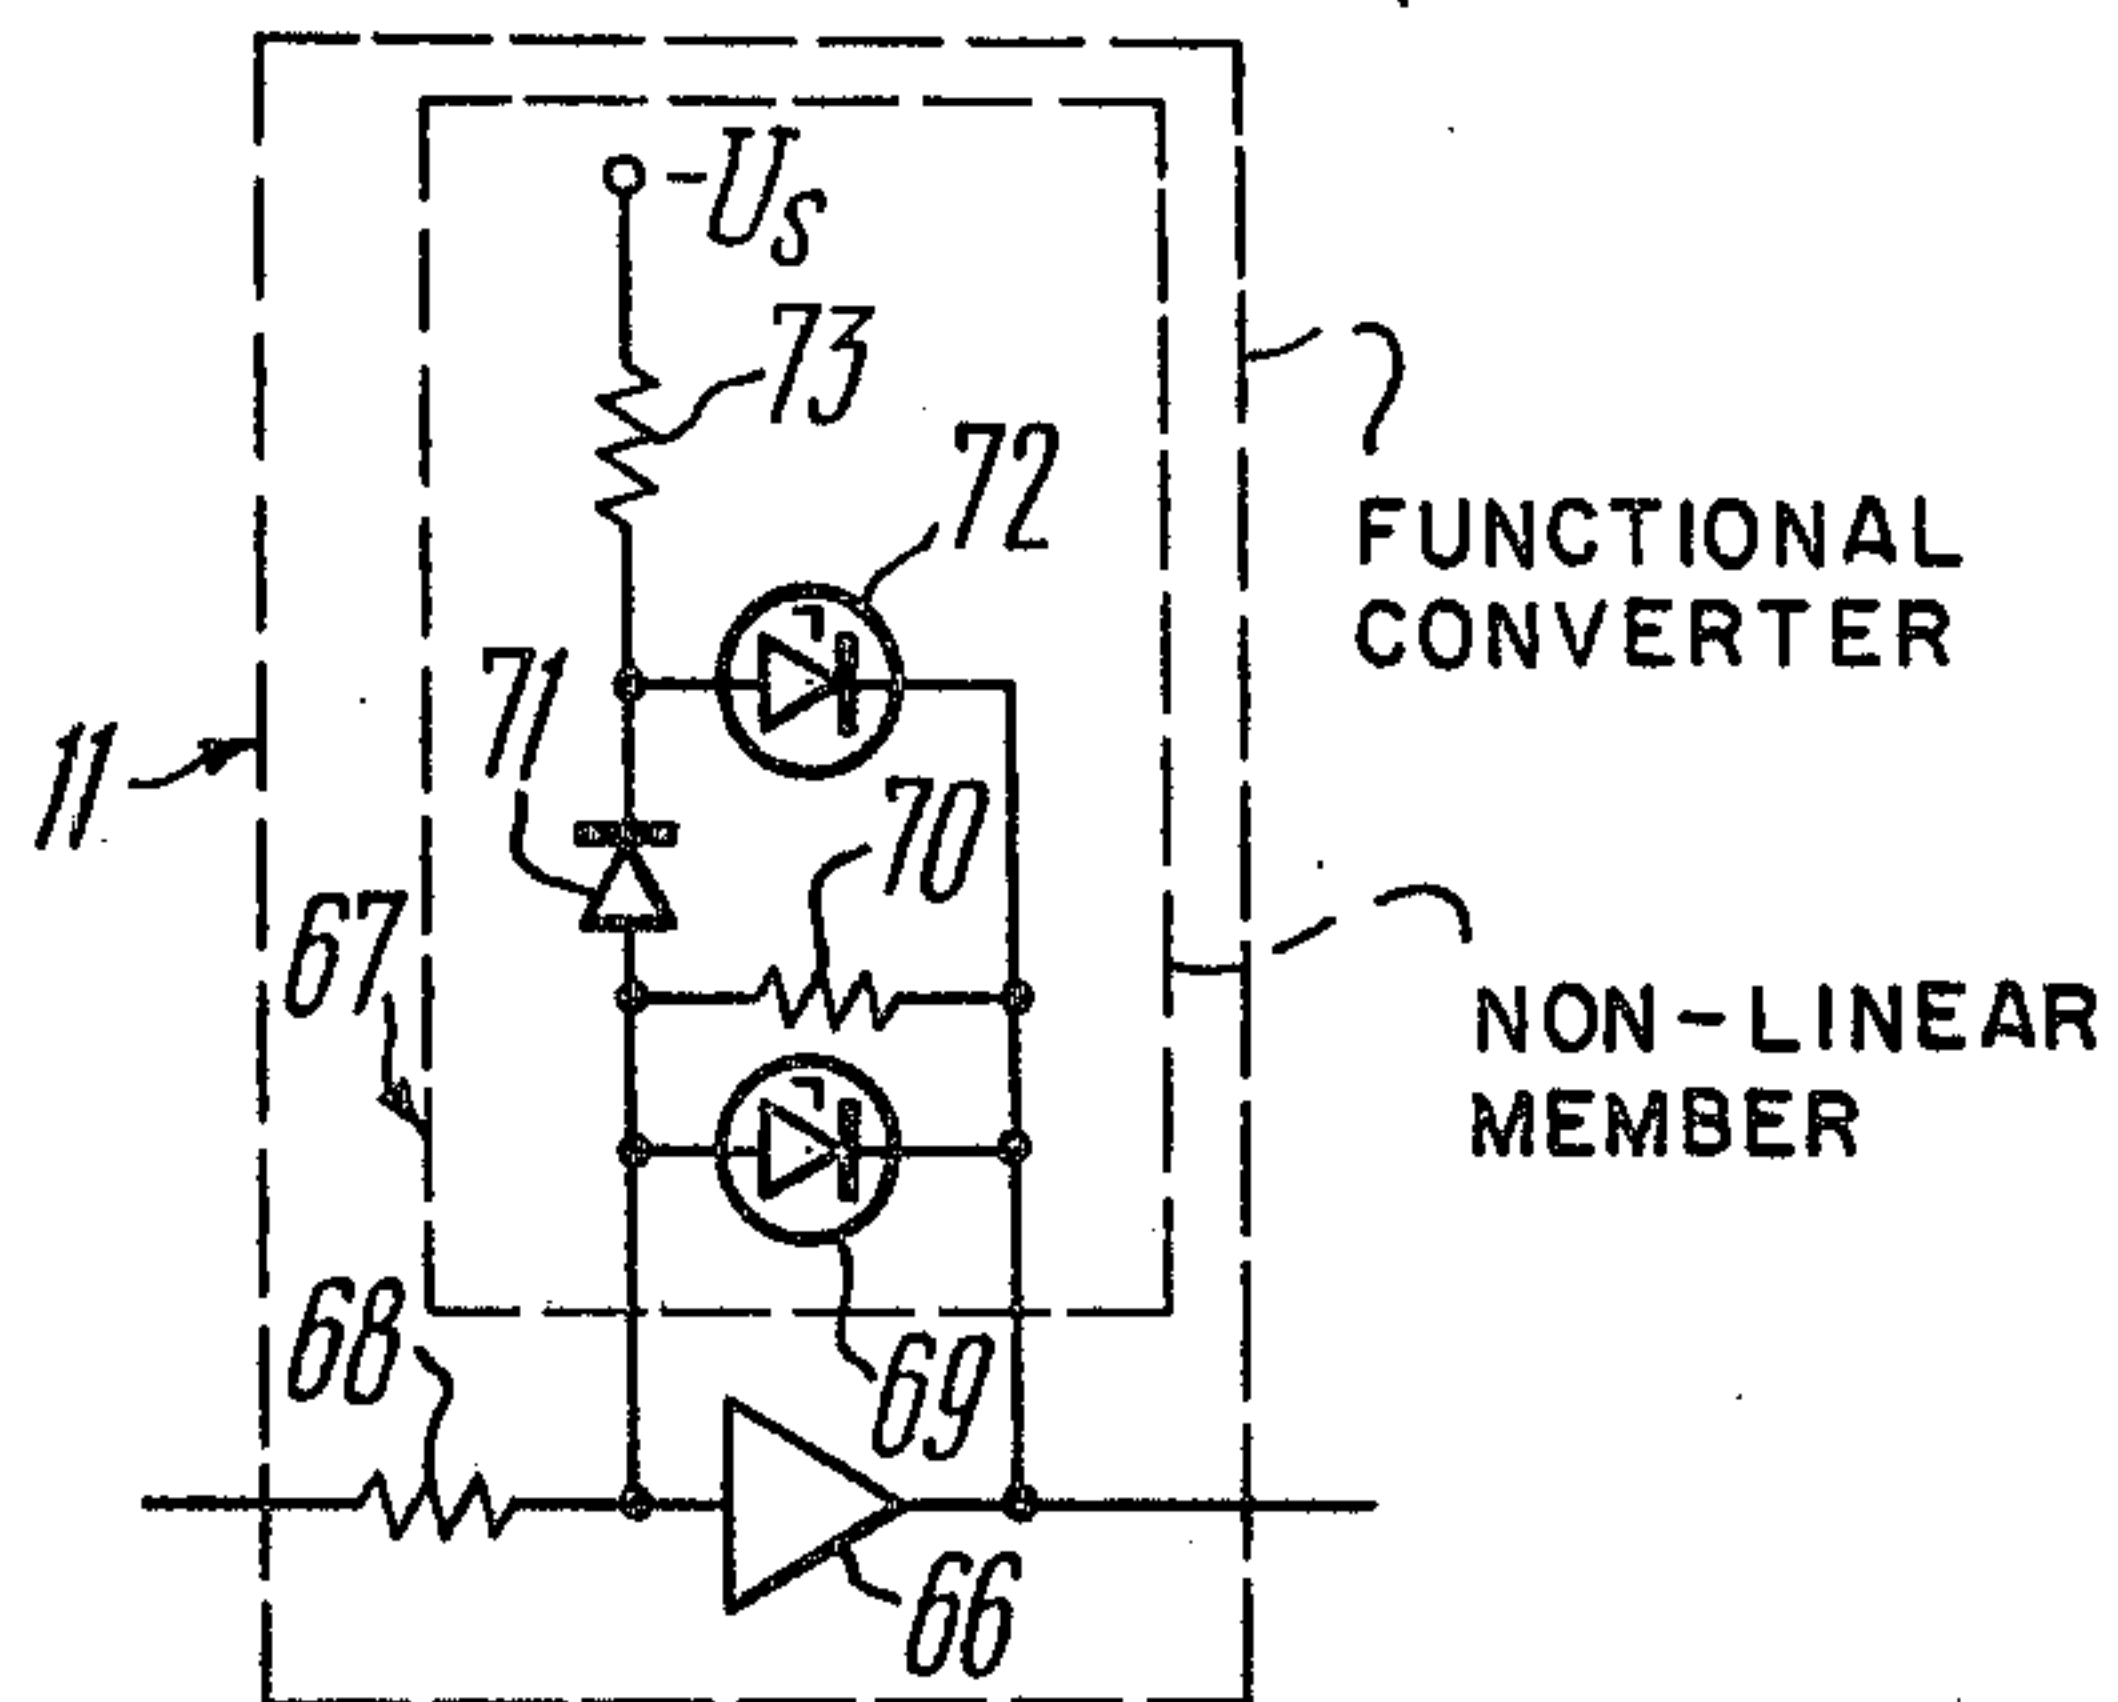 -Us
73
72
FUNCTIONAL
CONVERTER
71
11
70
67
NON-LINEAR
MEMBER
68
69
66